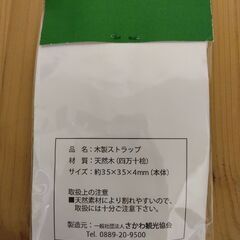 品 名：木製ストラップ
材 質：天然木（四万十桧）
サイズ：約35×35×4mm（本体）
取扱上の注意
■天然素材により割れやすいので、
取扱には十分ご注意下さい。
製造元：一般社団法人さかわ観光協会
℡ 0889-20-9500